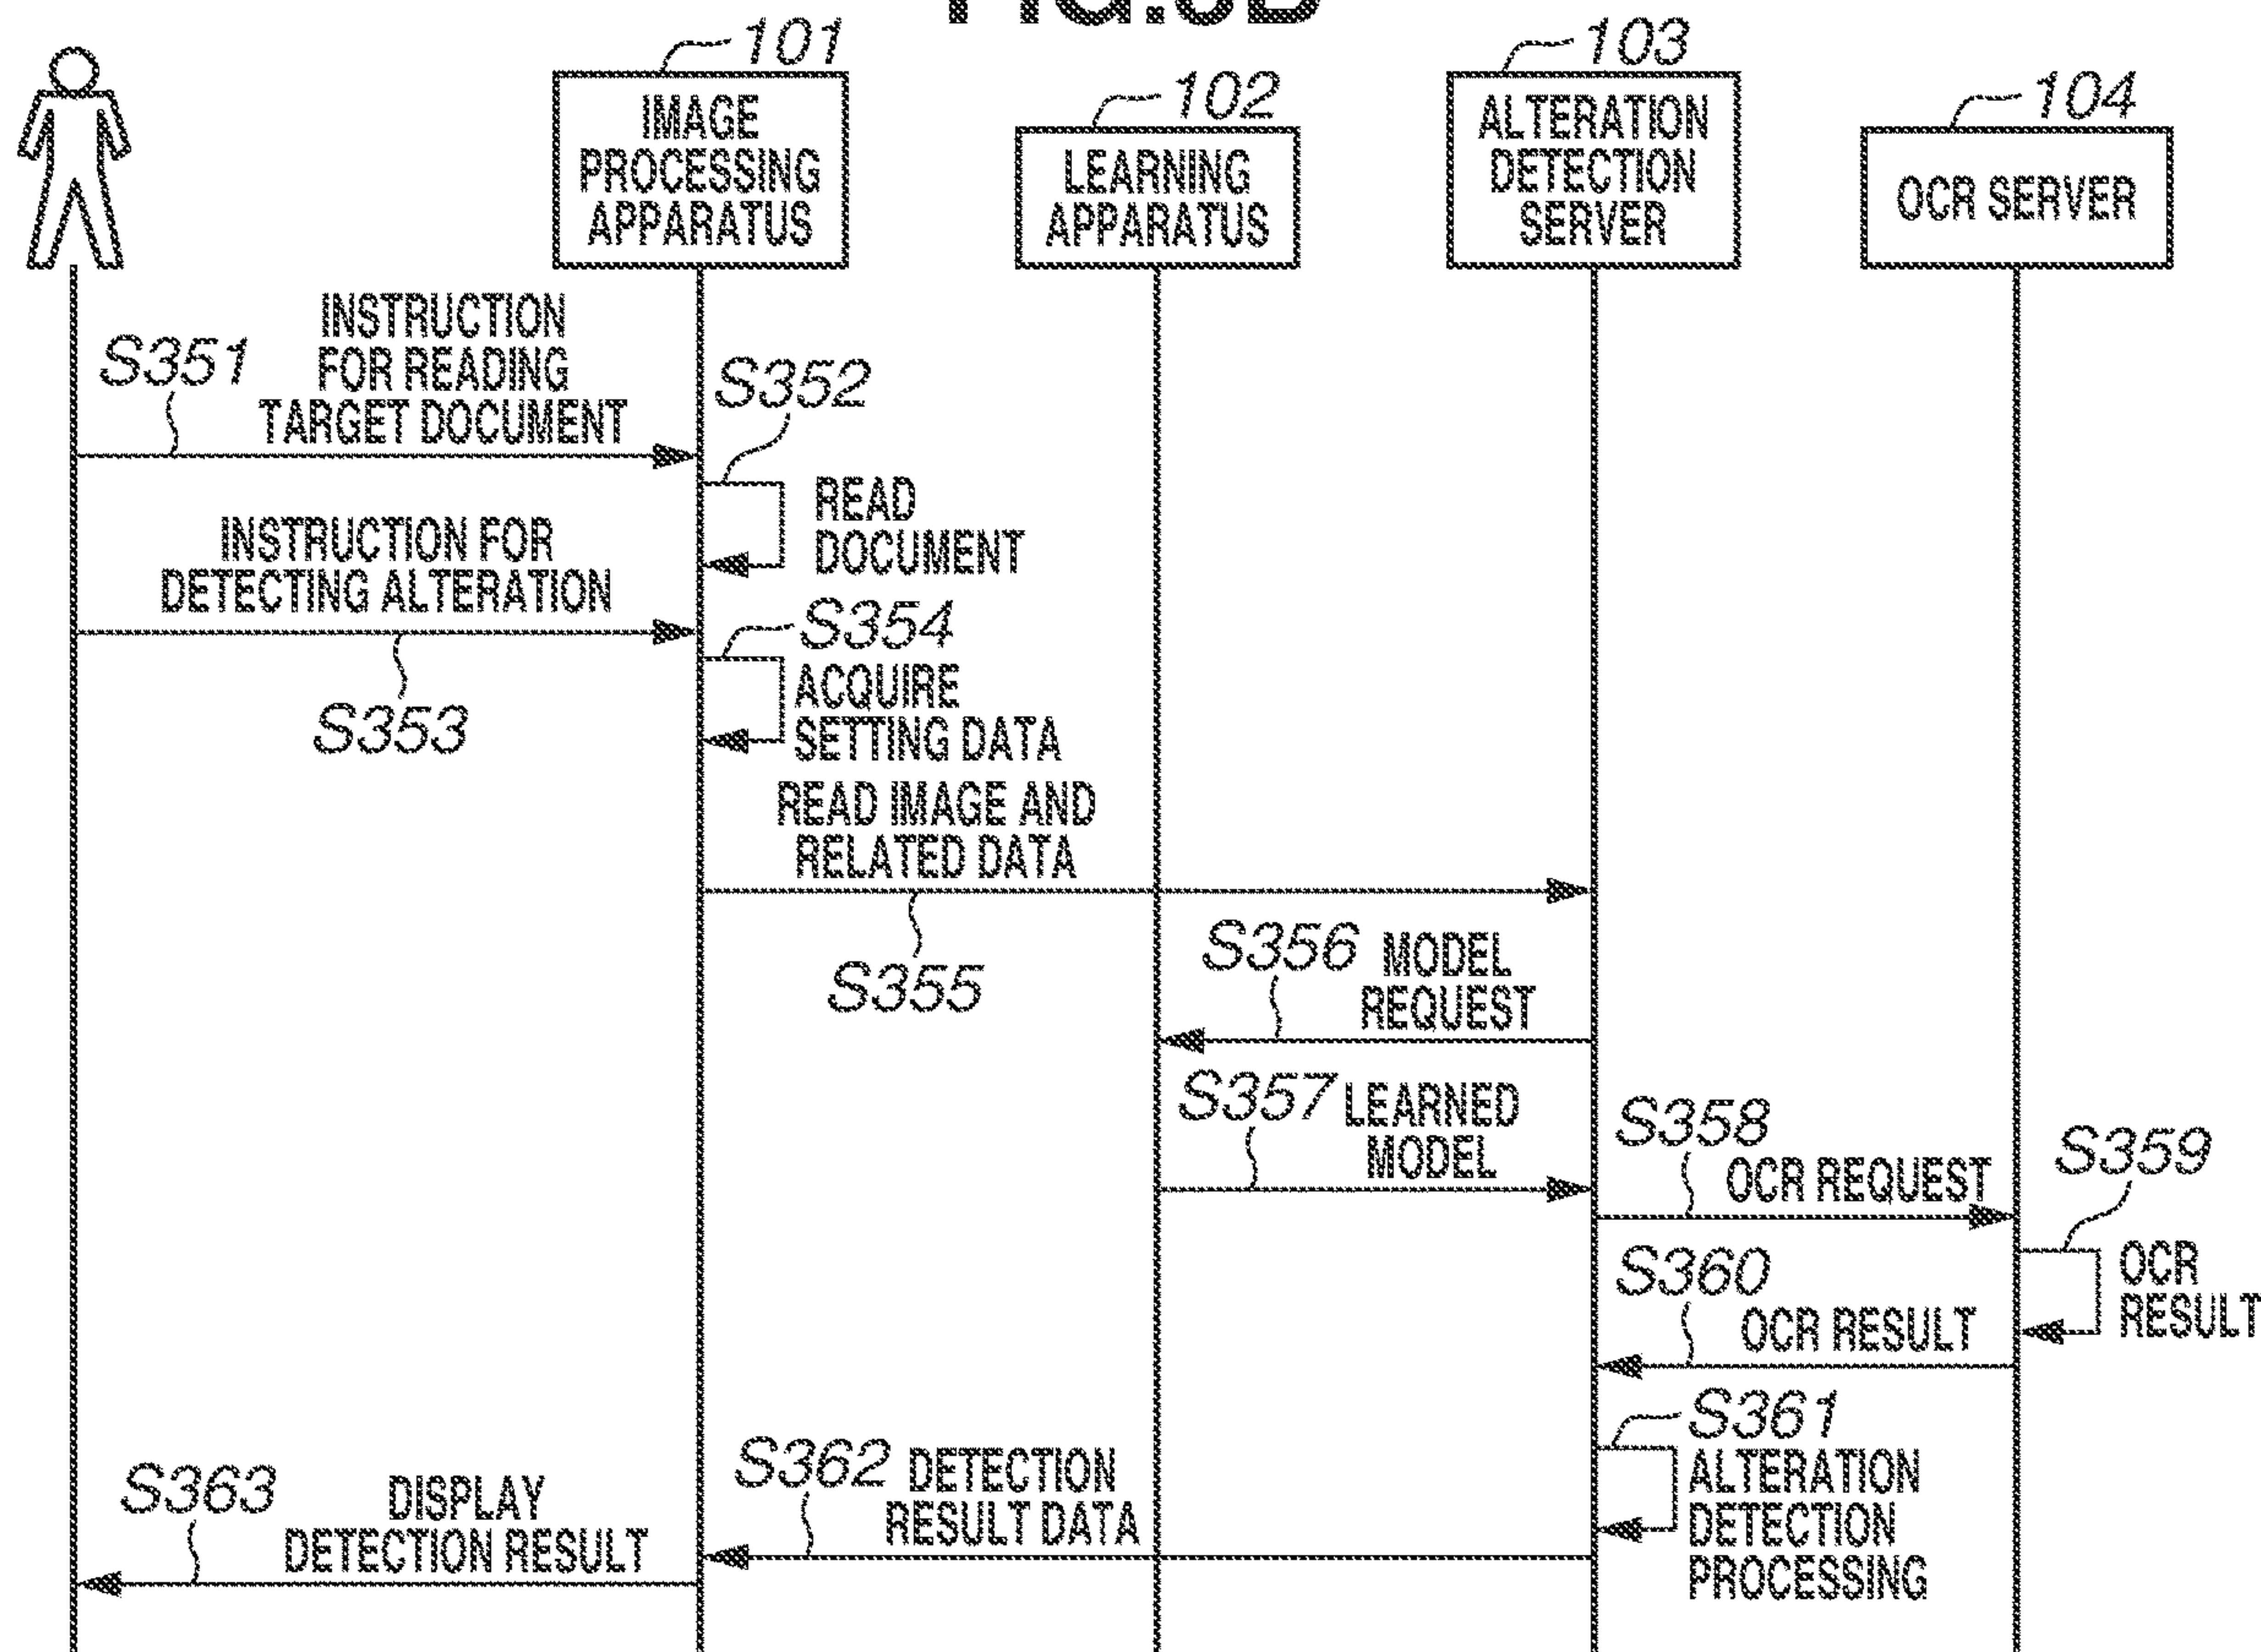 101
103
102
104
IMAGE
PROCESSING
APPARATUS
LEARNING
APPARATUS
ALTERATION
DETECTION
SERVER
OCR SERVER
S351
INSTRUCTION
FOR READING
TARGET DOCUMENT
S352
READ
DOCUMENT
INSTRUCTION FOR
DETECTING ALTERATION
S353
S354
ACQUIRE
SETTING DATA
READ IMAGE AND
RELATED DATA
S355
S356
MODEL
REQUEST
S357
LEARNED
MODEL
S358
OCR REQUEST
S359
OCR
RESULT
S360
OCR RESULT
S361
ALTERATION
DETECTION
PROCESSING
S362
DETECTION
RESULT DATA
S363
DISPLAY
DETECTION RESULT